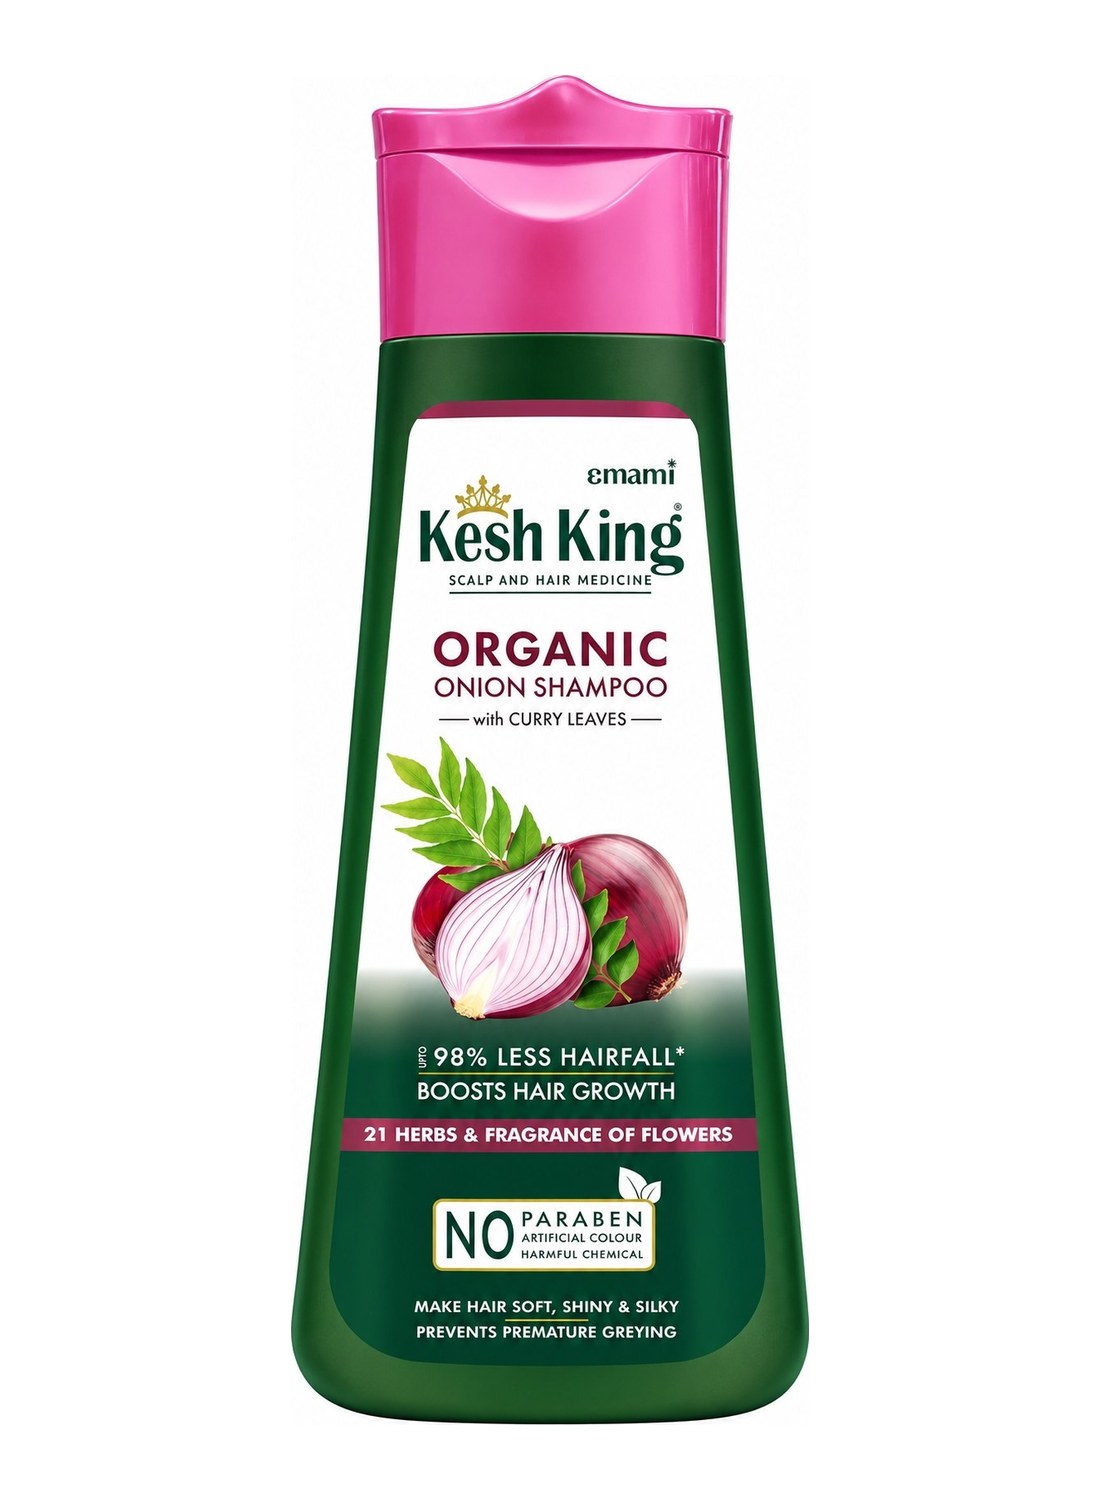 emami*
Kesh King®
SCALP AND HAIR MEDICINE
ORGANIC
ONION SHAMPOO
with CURRY LEAVES
UPTO 98% LESS HAIRFALL*
BOOSTS HAIR GROWTH
21 HERBS & FRAGRANCE OF FLOWERS
NO PARABEN
ARTIFICIAL COLOUR
HARMFUL CHEMICAL
MAKE HAIR SOFT, SHINY & SILKY
PREVENTS PREMATURE GREYING